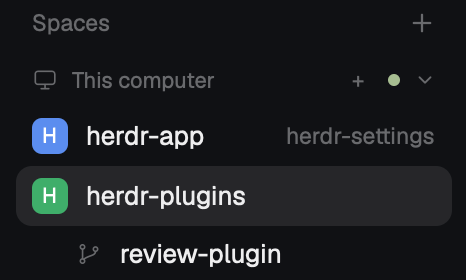 Spaces +
This computer +
H herdr-app herdr-settings
H herdr-plugins
review-plugin